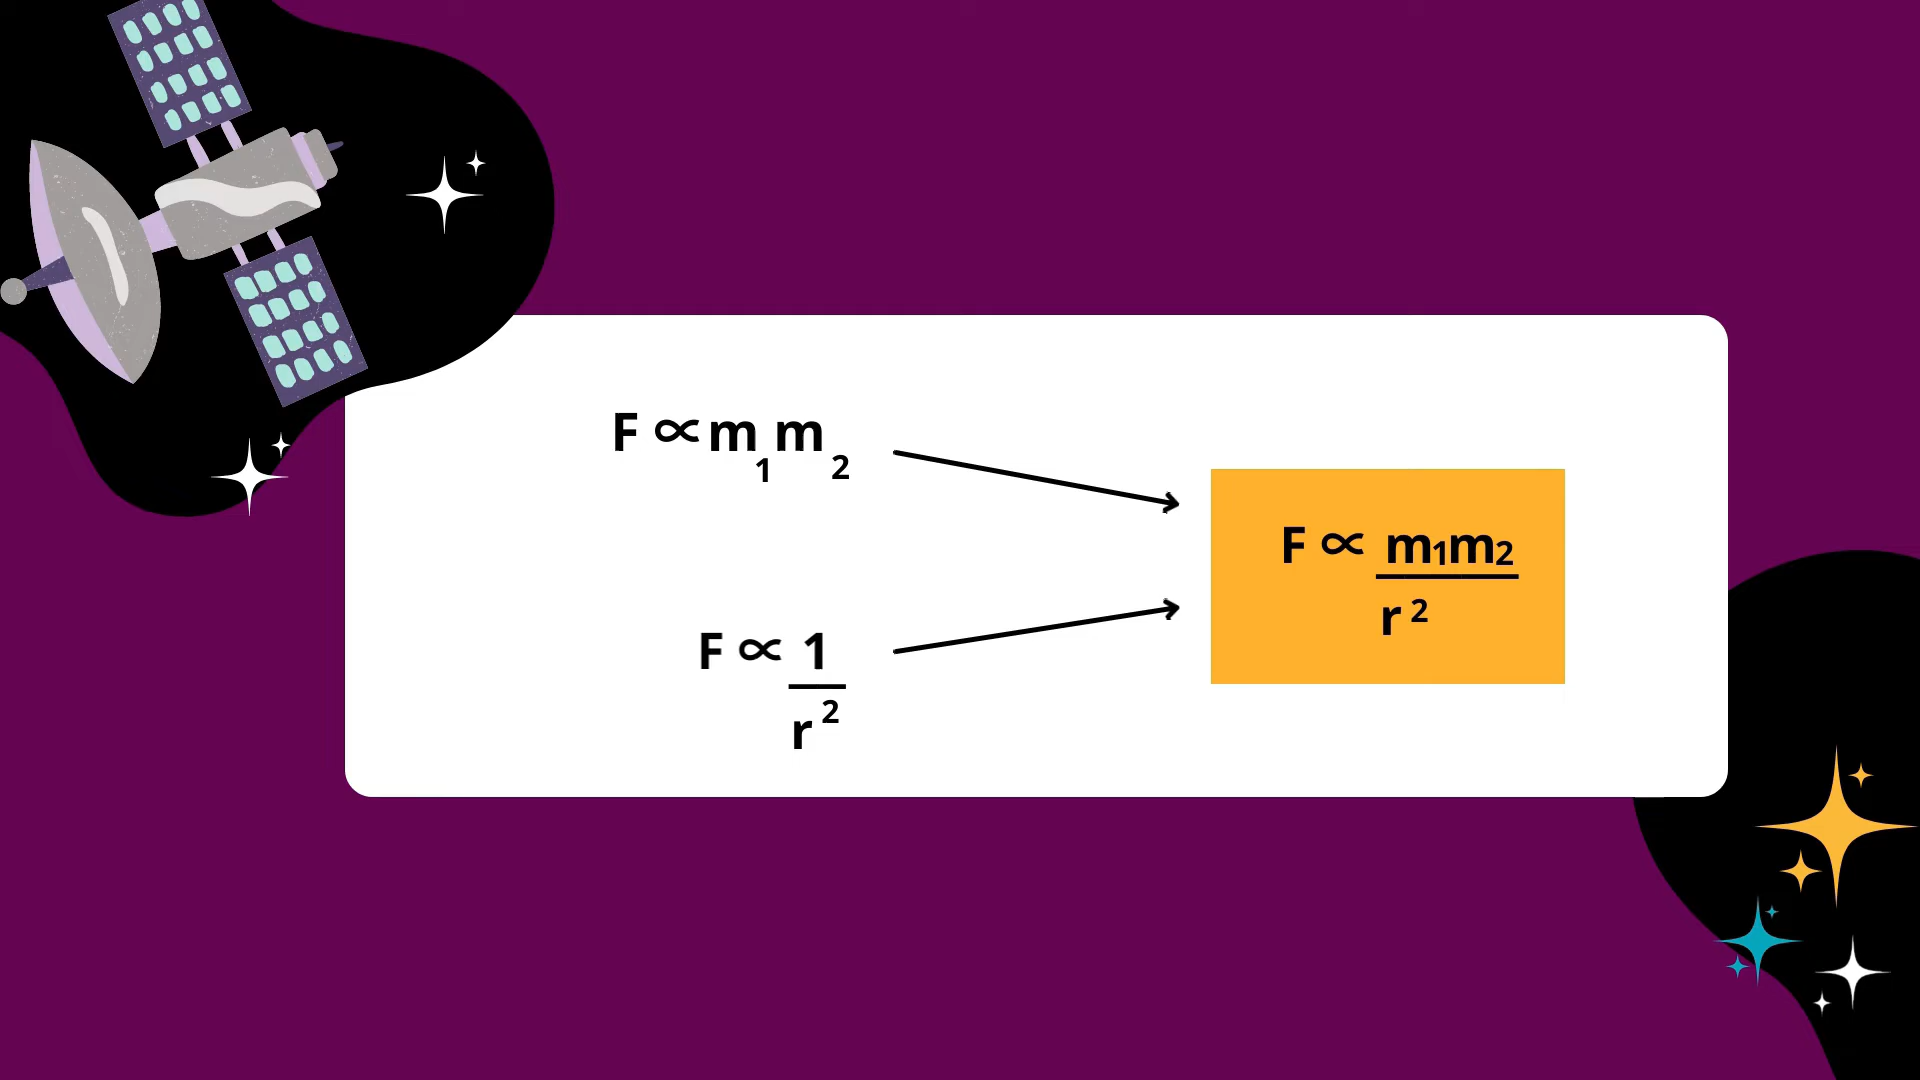 F ∝ m₁m₂
F ∝ 1
r²
F ∝ m₁m₂
r²